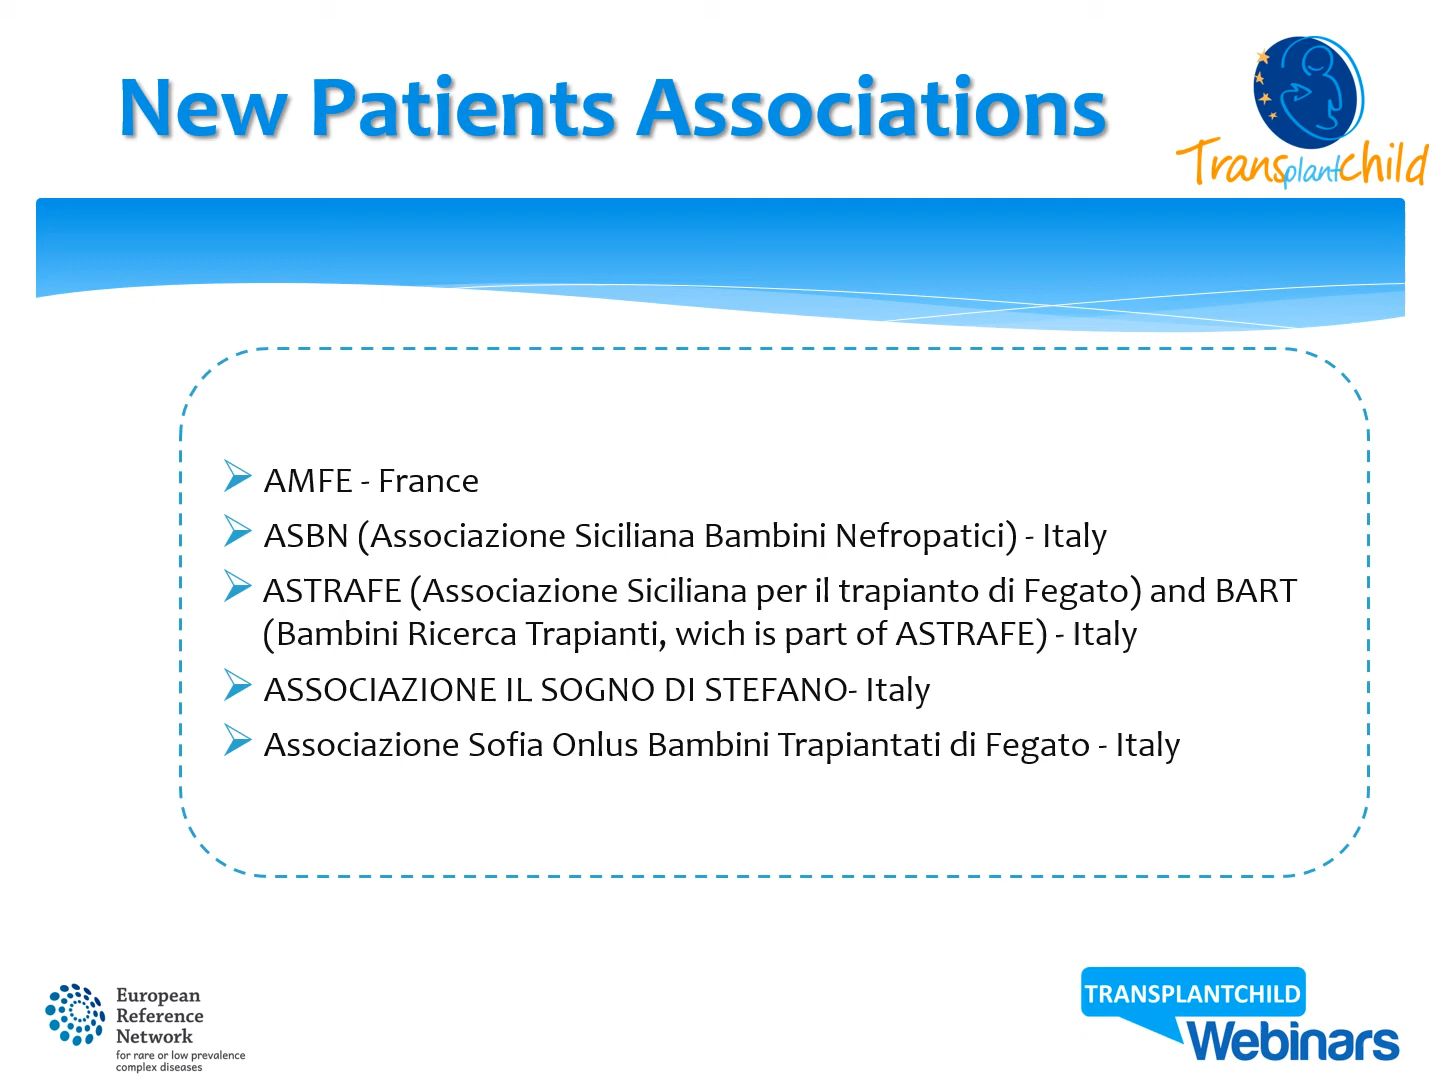 New Patients Associations
Transplantchild
AMFE - France
ASBN (Associazione Siciliana Bambini Nefropatici) - Italy
ASTRAFE (Associazione Siciliana per il trapianto di Fegato) and BART
(Bambini Ricerca Trapianti, wich is part of ASTRAFE) - Italy
ASSOCIAZIONE IL SOGNO DI STEFANO- Italy
Associazione Sofia Onlus Bambini Trapiantati di Fegato - Italy
European
Reference
Network
for rare or low prevalence
complex diseases
TRANSPLANTCHILD
Webinars